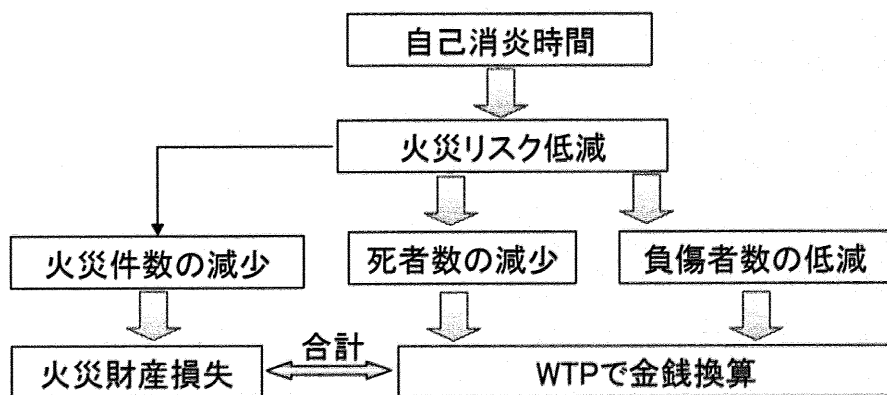 自己消炎時間
火災リスク低減
火災件数の減少
死者数の減少
負傷者数の低減
火災財産損失
合計
WTPで金銭換算